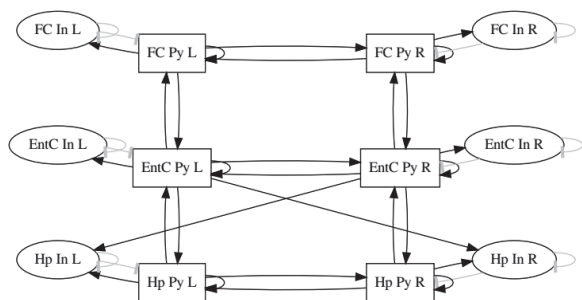 FC In L
FC Py L
FC Py R
FC In R
EntC In L
EntC Py L
EntC Py R
EntC In R
Hp In L
Hp Py L
Hp Py R
Hp In R